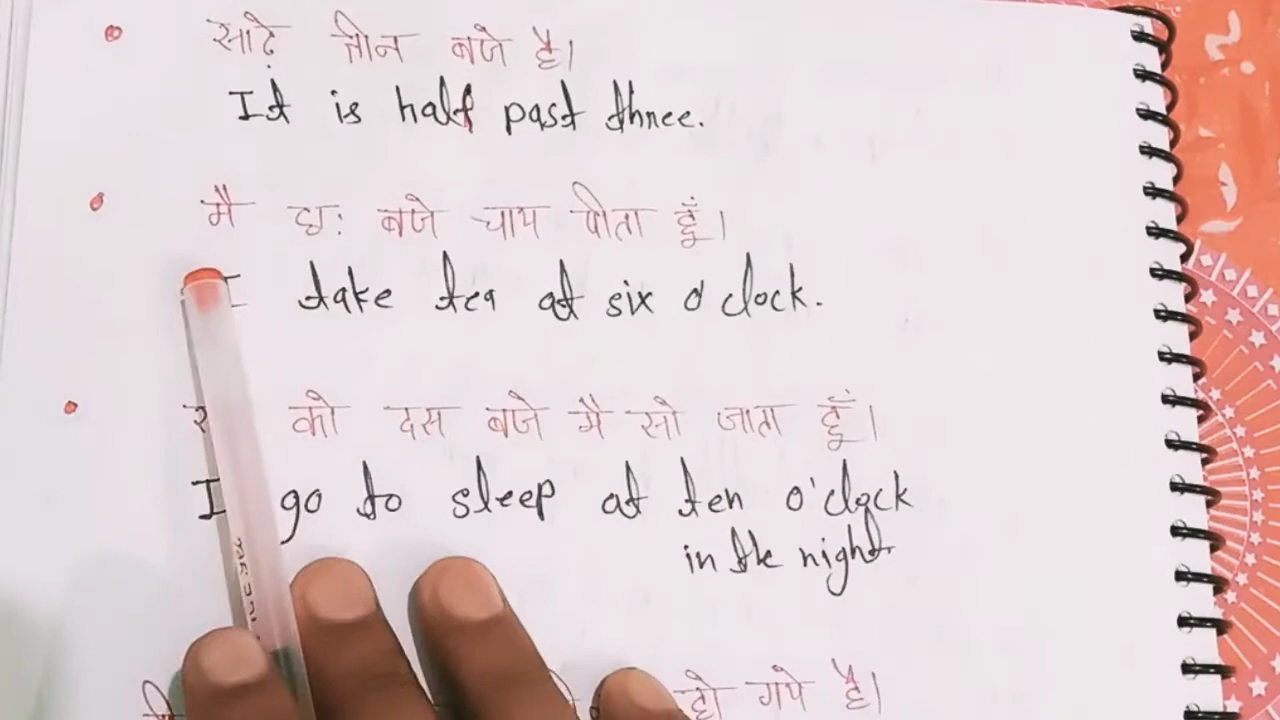 साढ़े तीन बजे है।
It is half past three.
मै छः बजे चाय पीता हूँ।
I take tea at six o'clock.
को दस बजे मै सो जाता हूँ।
I go to sleep at ten o'clock
in the night.
हो गये है।